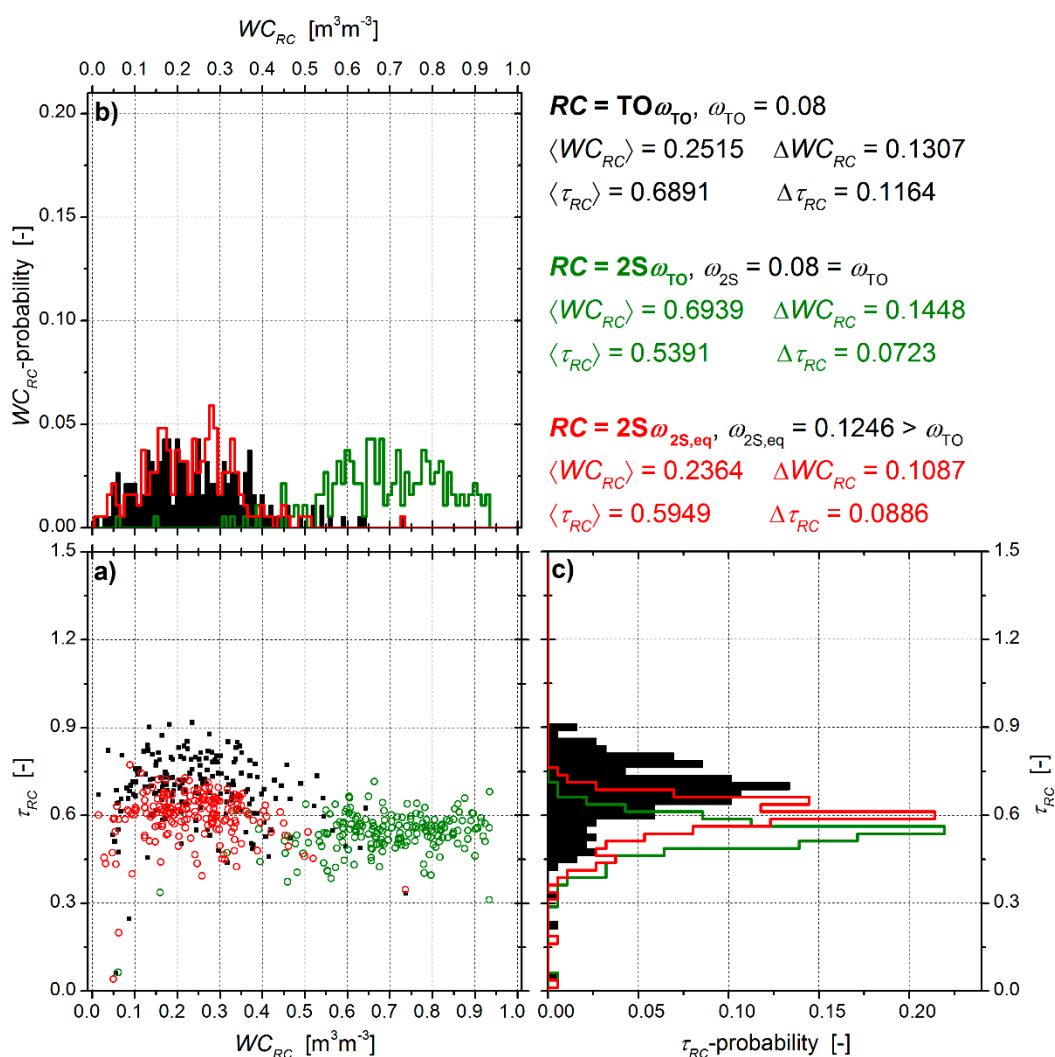 WC_RC [m³m⁻³]
0.0 0.1 0.2 0.3 0.4 0.5 0.6 0.7 0.8 0.9 1.0
b)
WC_RC-probability [-]
0.20
0.15
0.10
0.05
0.00
RC = TOω_TO, ω_TO = 0.08
⟨WC_RC⟩ = 0.2515 ΔWC_RC = 0.1307
⟨τ_RC⟩ = 0.6891 Δτ_RC = 0.1164
RC = 2Sω_TO, ω_2S = 0.08 = ω_TO
⟨WC_RC⟩ = 0.6939 ΔWC_RC = 0.1448
⟨τ_RC⟩ = 0.5391 Δτ_RC = 0.0723
RC = 2Sω_2S,eq, ω_2S,eq = 0.1246 > ω_TO
⟨WC_RC⟩ = 0.2364 ΔWC_RC = 0.1087
⟨τ_RC⟩ = 0.5949 Δτ_RC = 0.0886
a)
τ_RC [-]
1.5
1.2
0.9
0.6
0.3
0.0
0.0 0.1 0.2 0.3 0.4 0.5 0.6 0.7 0.8 0.9 1.0
WC_RC [m³m⁻³]
c)
1.5
1.2
0.9
0.6
0.3
0.0
τ_RC [-]
0.00 0.05 0.10 0.15 0.20
τ_RC-probability [-]